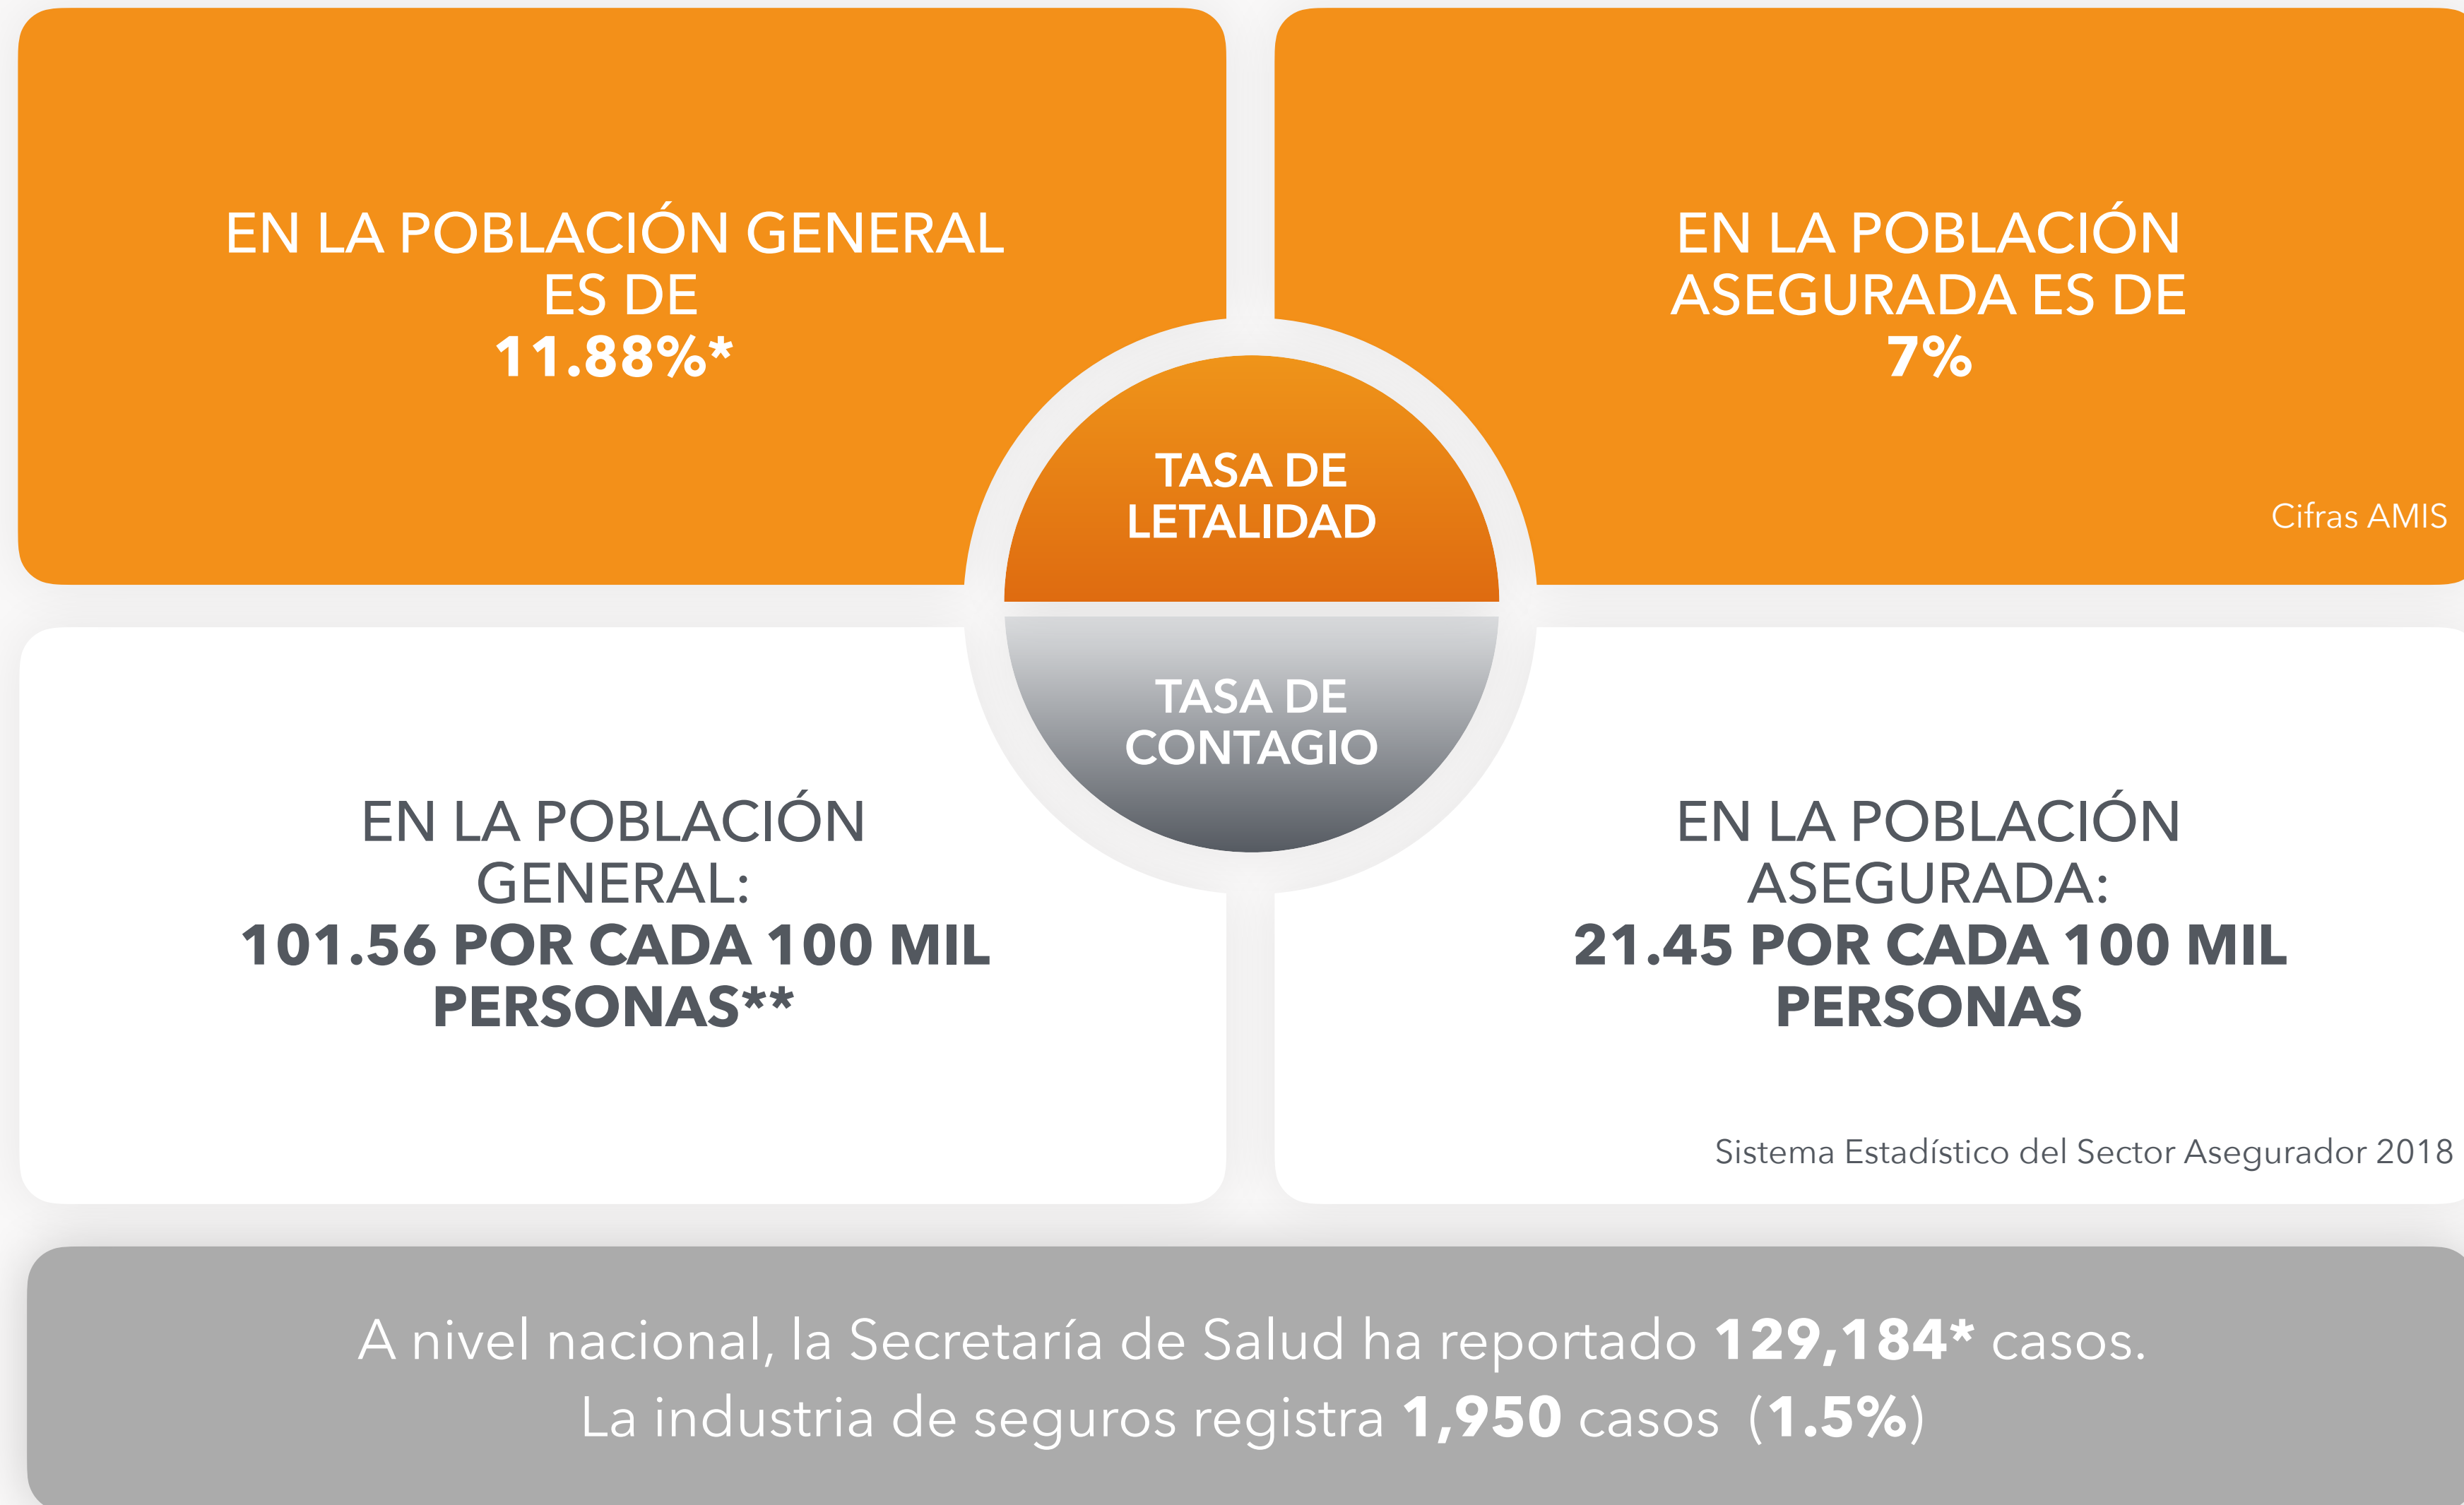 EN LA POBLACIÓN GENERAL
ES DE
11.88%*
EN LA POBLACIÓN
ASEGURADA ES DE
7%
Cifras AMIS
TASA DE
LETALIDAD
TASA DE
CONTAGIO
EN LA POBLACIÓN
GENERAL:
101.56 POR CADA 100 MIL
PERSONAS**
EN LA POBLACIÓN
ASEGURADA:
21.45 POR CADA 100 MIL
PERSONAS
Sistema Estadístico del Sector Asegurador 2018
A nivel nacional, la Secretaría de Salud ha reportado 129,184* casos.
La industria de seguros registra 1,950 casos (1.5%)